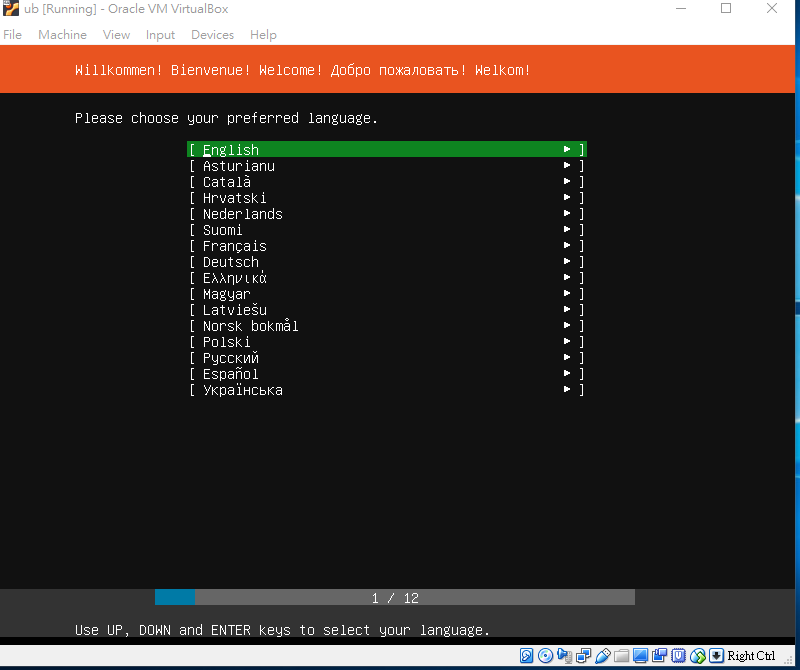 ub [Running] - Oracle VM VirtualBox
File Machine View Input Devices Help
Willkommen! Bienvenue! Welcome! Добро пожаловать! Welkom!
Please choose your preferred language.
[ English ► ]
[ Asturianu ► ]
[ Català ► ]
[ Hrvatski ► ]
[ Nederlands ► ]
[ Suomi ► ]
[ Français ► ]
[ Deutsch ► ]
[ Ελληνικά ► ]
[ Magyar ► ]
[ Latviešu ► ]
[ Norsk bokmål ► ]
[ Polski ► ]
[ Русский ► ]
[ Español ► ]
[ Українська ► ]
1 / 12
Use UP, DOWN and ENTER keys to select your language.
Right Ctrl